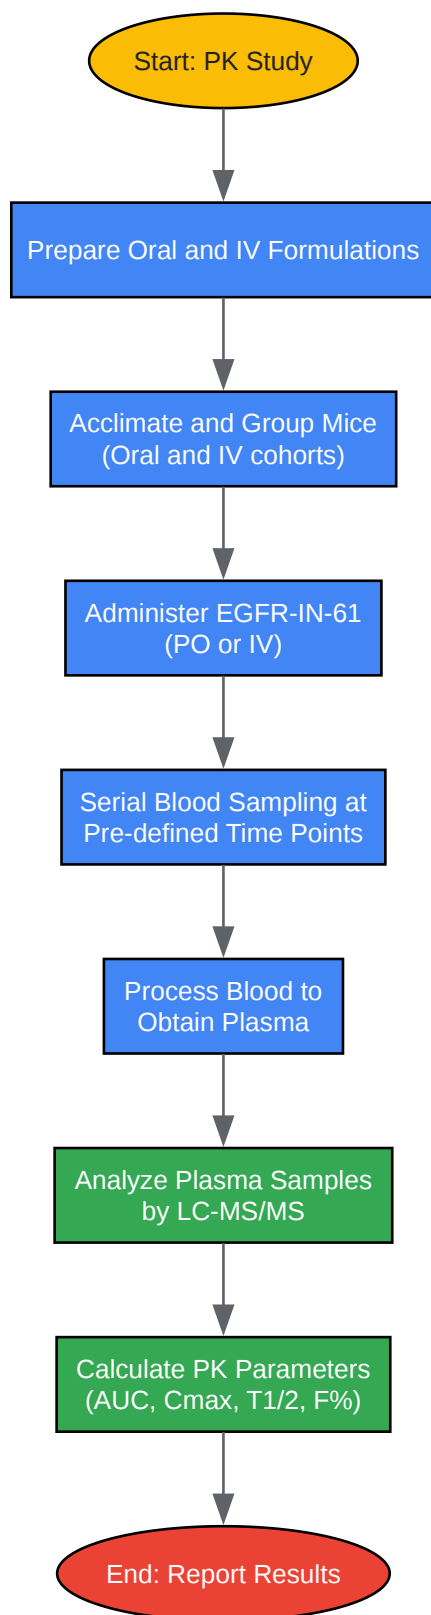 Start: PK Study
Prepare Oral and IV Formulations
Acclimate and Group Mice
(Oral and IV cohorts)
Administer EGFR-IN-61
(PO or IV)
Serial Blood Sampling at
Pre-defined Time Points
Process Blood to
Obtain Plasma
Analyze Plasma Samples
by LC-MS/MS
Calculate PK Parameters
(AUC, Cmax, T1/2, F%)
End: Report Results